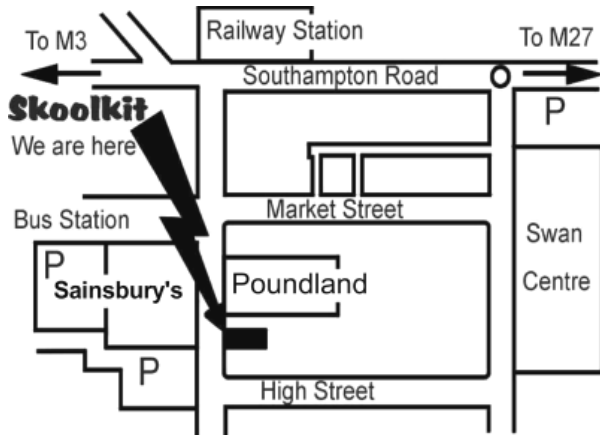 Railway Station
To M3
To M27
Southampton Road
Skoolkit
We are here
P
Market Street
Bus Station
Swan
Centre
P
Sainsbury's
Poundland
P
High Street